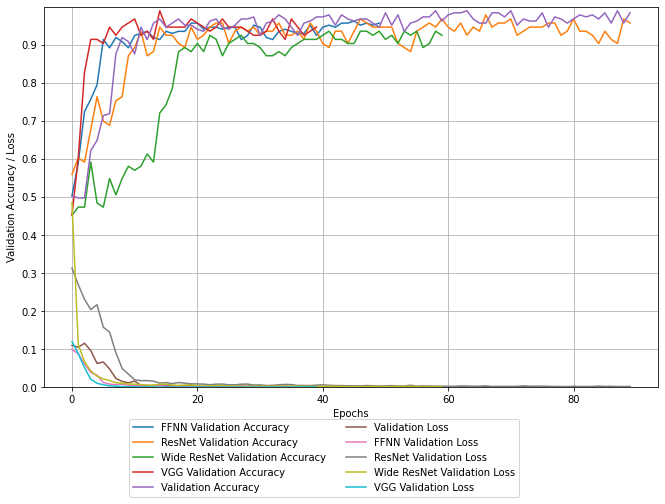 0.9
0.8
0.7
0.6
0.5
0.4
0.3
0.2
0.1
0.0
Validation Accuracy / Loss
0 20 40 60 80
Epochs
FFNN Validation Accuracy
ResNet Validation Accuracy
Wide ResNet Validation Accuracy
VGG Validation Accuracy
Validation Accuracy
Validation Loss
FFNN Validation Loss
ResNet Validation Loss
Wide ResNet Validation Loss
VGG Validation Loss